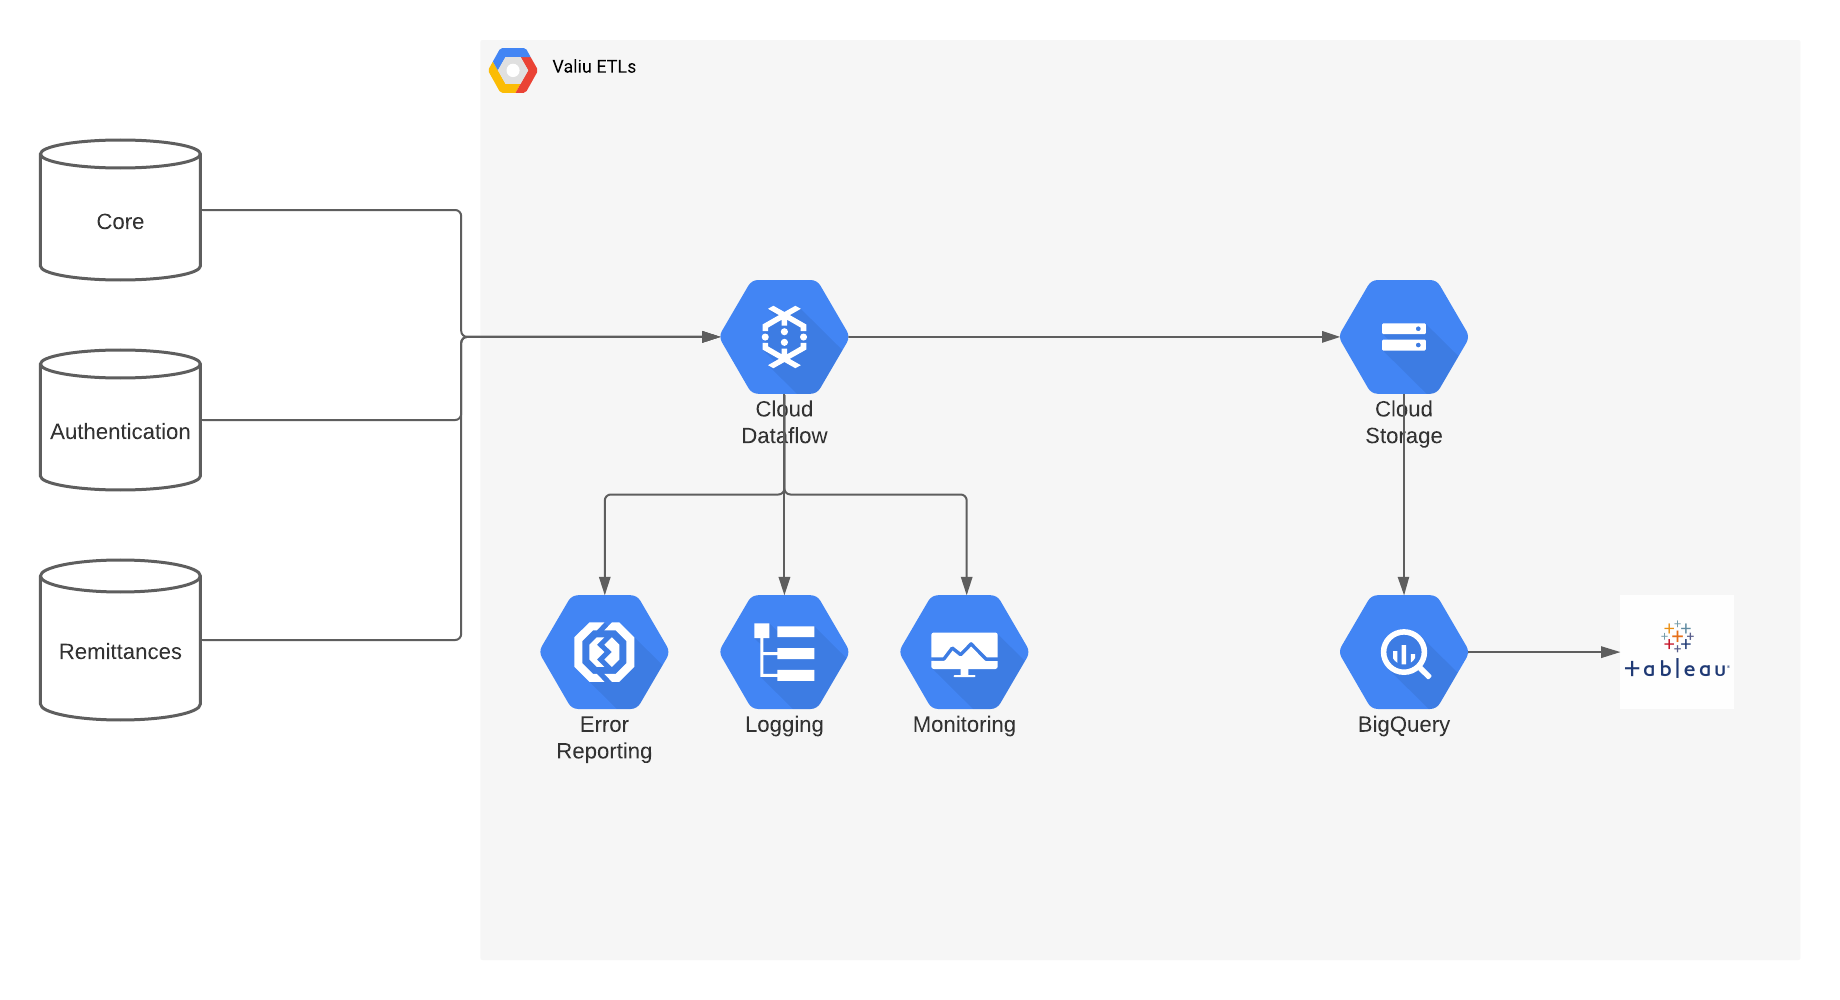 Valiu ETLs
Core
Authentication
Remittances
Cloud
Dataflow
Cloud
Storage
Error
Reporting
Logging
Monitoring
BigQuery
+ableau